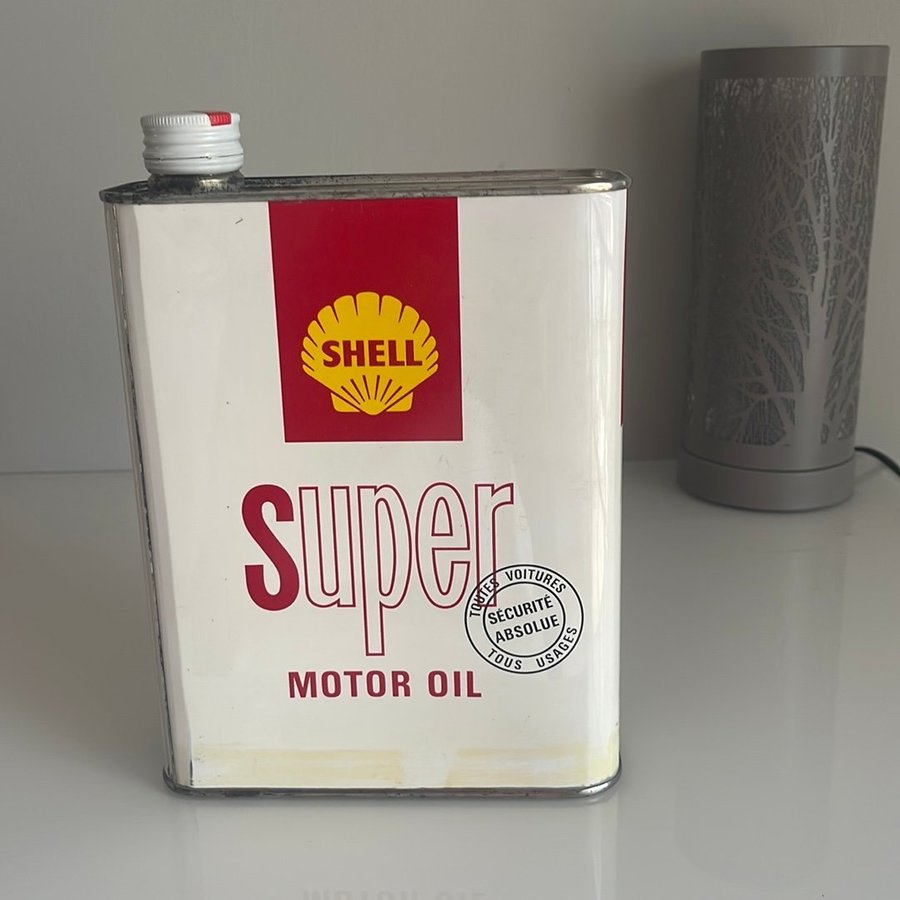 SHELL
Super
TOUTES VOITURES
SÉCURITÉ
ABSOLUE
TOUS USAGES
MOTOR OIL